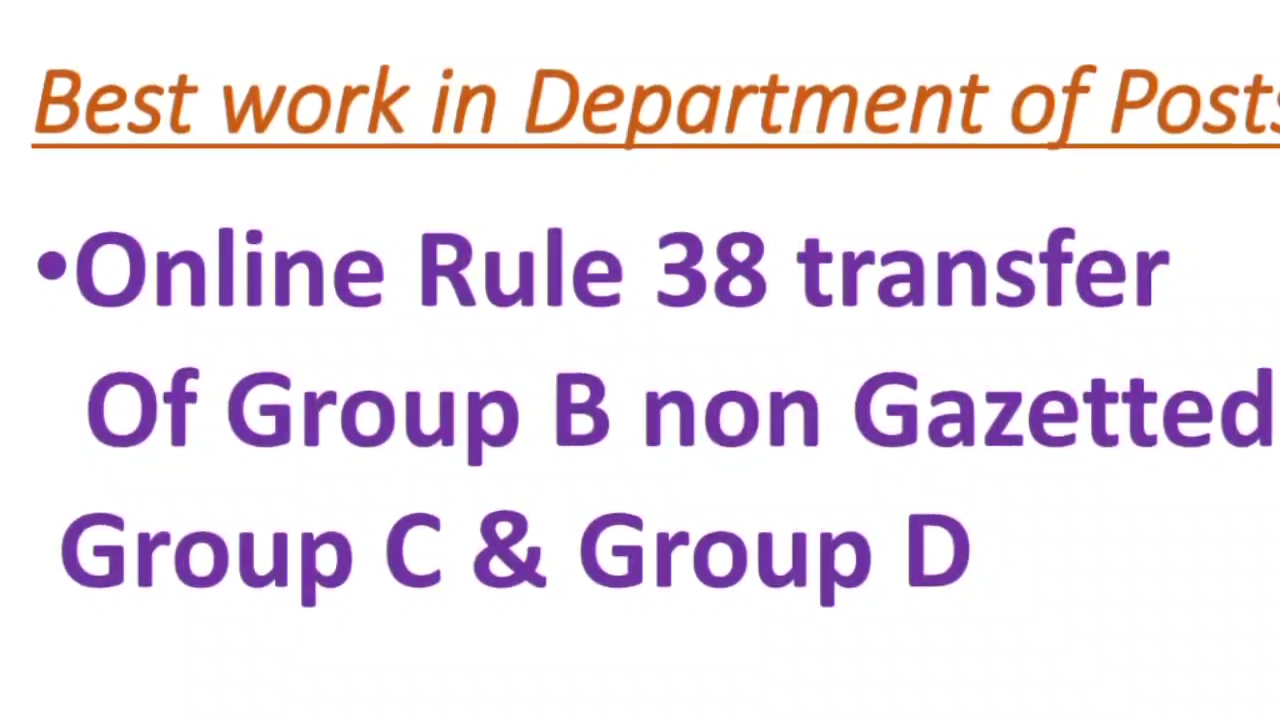 Best work in Department of Posts
•Online Rule 38 transfer
Of Group B non Gazetted
Group C & Group D